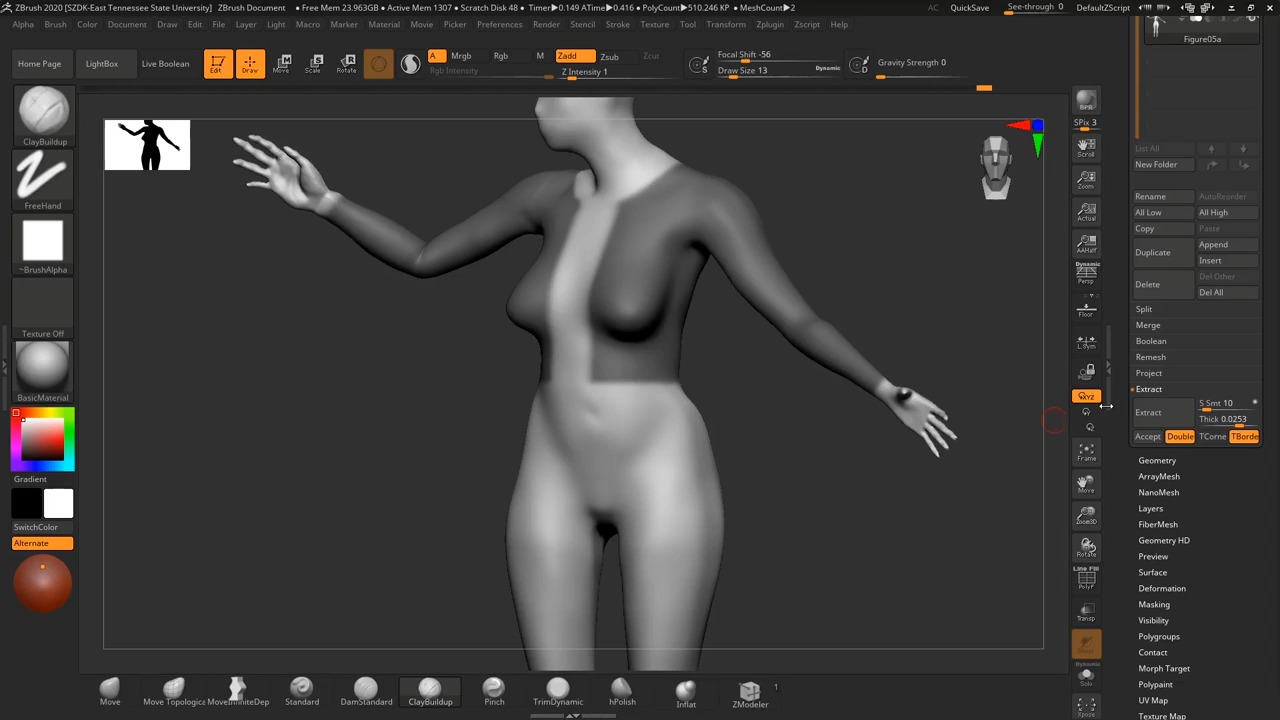 ZBrush 2020 [SZDK-East Tennessee State University]   ZBrush Document   • Free Mem 23.963GB • Active Mem 1307 • Scratch Disk 48 • Timer▶0.149 ATime▶0.416 • PolyCount▶510.246 KP • MeshCount▶2   AC   QuickSave   See-through 0   DefaultZScript
Alpha Brush Color Document Draw Edit File Layer Light Macro Marker Material Movie Picker Preferences Render Stencil Stroke Texture Tool Transform Zplugin Zscript Help
Home Page LightBox Live Boolean
Edit Draw Move Scale Rotate
A Mrgb Rgb M Zadd Zsub Zcut
Rgb Intensity Z Intensity 1
S
Focal Shift -56
Draw Size 13 Dynamic
D
Gravity Strength 0
ClayBuildup
FreeHand
~BrushAlpha
Texture Off
BasicMaterial
Gradient
SwitchColor
Alternate
BPR
SPix 3
Scroll
Zoom
Actual
AAHalf
Dynamic
Persp
Floor
L.Sym
XYZ
Frame
Move
Zoom3D
Rotate
Line Fill
PolyF
Transp
Dynamic
Solo
Xpose
Figure05a
List All
New Folder
Rename AutoReorder
All Low All High
Copy Paste
Duplicate Append
Insert
Delete Del Other
Del All
Split
Merge
Boolean
Remesh
Project
Extract
Extract S Smt 10
Thick 0.0253
Accept Double TCorne TBorde
Geometry
ArrayMesh
NanoMesh
Layers
FiberMesh
Geometry HD
Preview
Surface
Deformation
Masking
Visibility
Polygroups
Contact
Morph Target
Polypaint
UV Map
Texture Map
Move Move Topological MoveInfiniteDep Standard DamStandard ClayBuildup Pinch TrimDynamic hPolish Inflat ZModeler 1